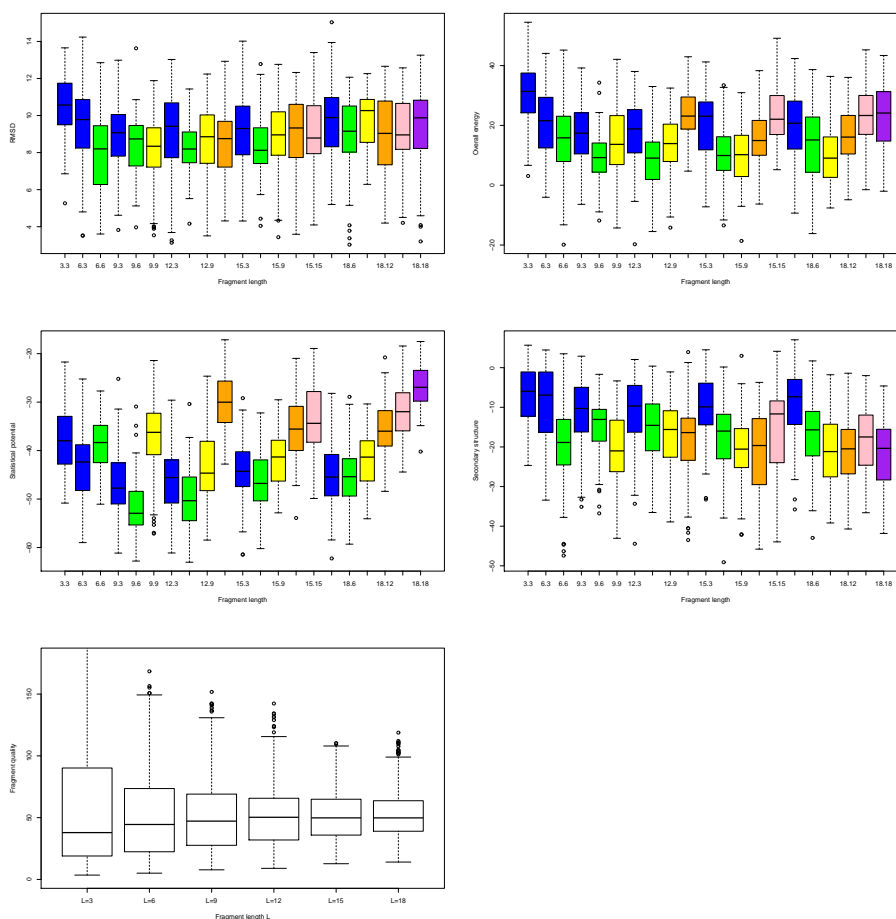 RMSD
14
12
10
8
6
4
3.3 6.3 6.6 9.3 9.6 9.9 12.3 12.9 15.3 15.9 15.15 18.6 18.12 18.18
Fragment length
Overall energy
40
20
0
-20
3.3 6.3 6.6 9.3 9.6 9.9 12.3 12.9 15.3 15.9 15.15 18.6 18.12 18.18
Fragment length
Statistical potential
-20
-30
-40
-50
-60
3.3 6.3 6.6 9.3 9.6 9.9 12.3 12.9 15.3 15.9 15.15 18.6 18.12 18.18
Fragment length
Secondary structure
0
-10
-20
-30
-40
-50
3.3 6.3 6.6 9.3 9.6 9.9 12.3 12.9 15.3 15.9 15.15 18.6 18.12 18.18
Fragment length
Fragment quality
150
100
50
0
L=3 L=6 L=9 L=12 L=15 L=18
Fragment length L